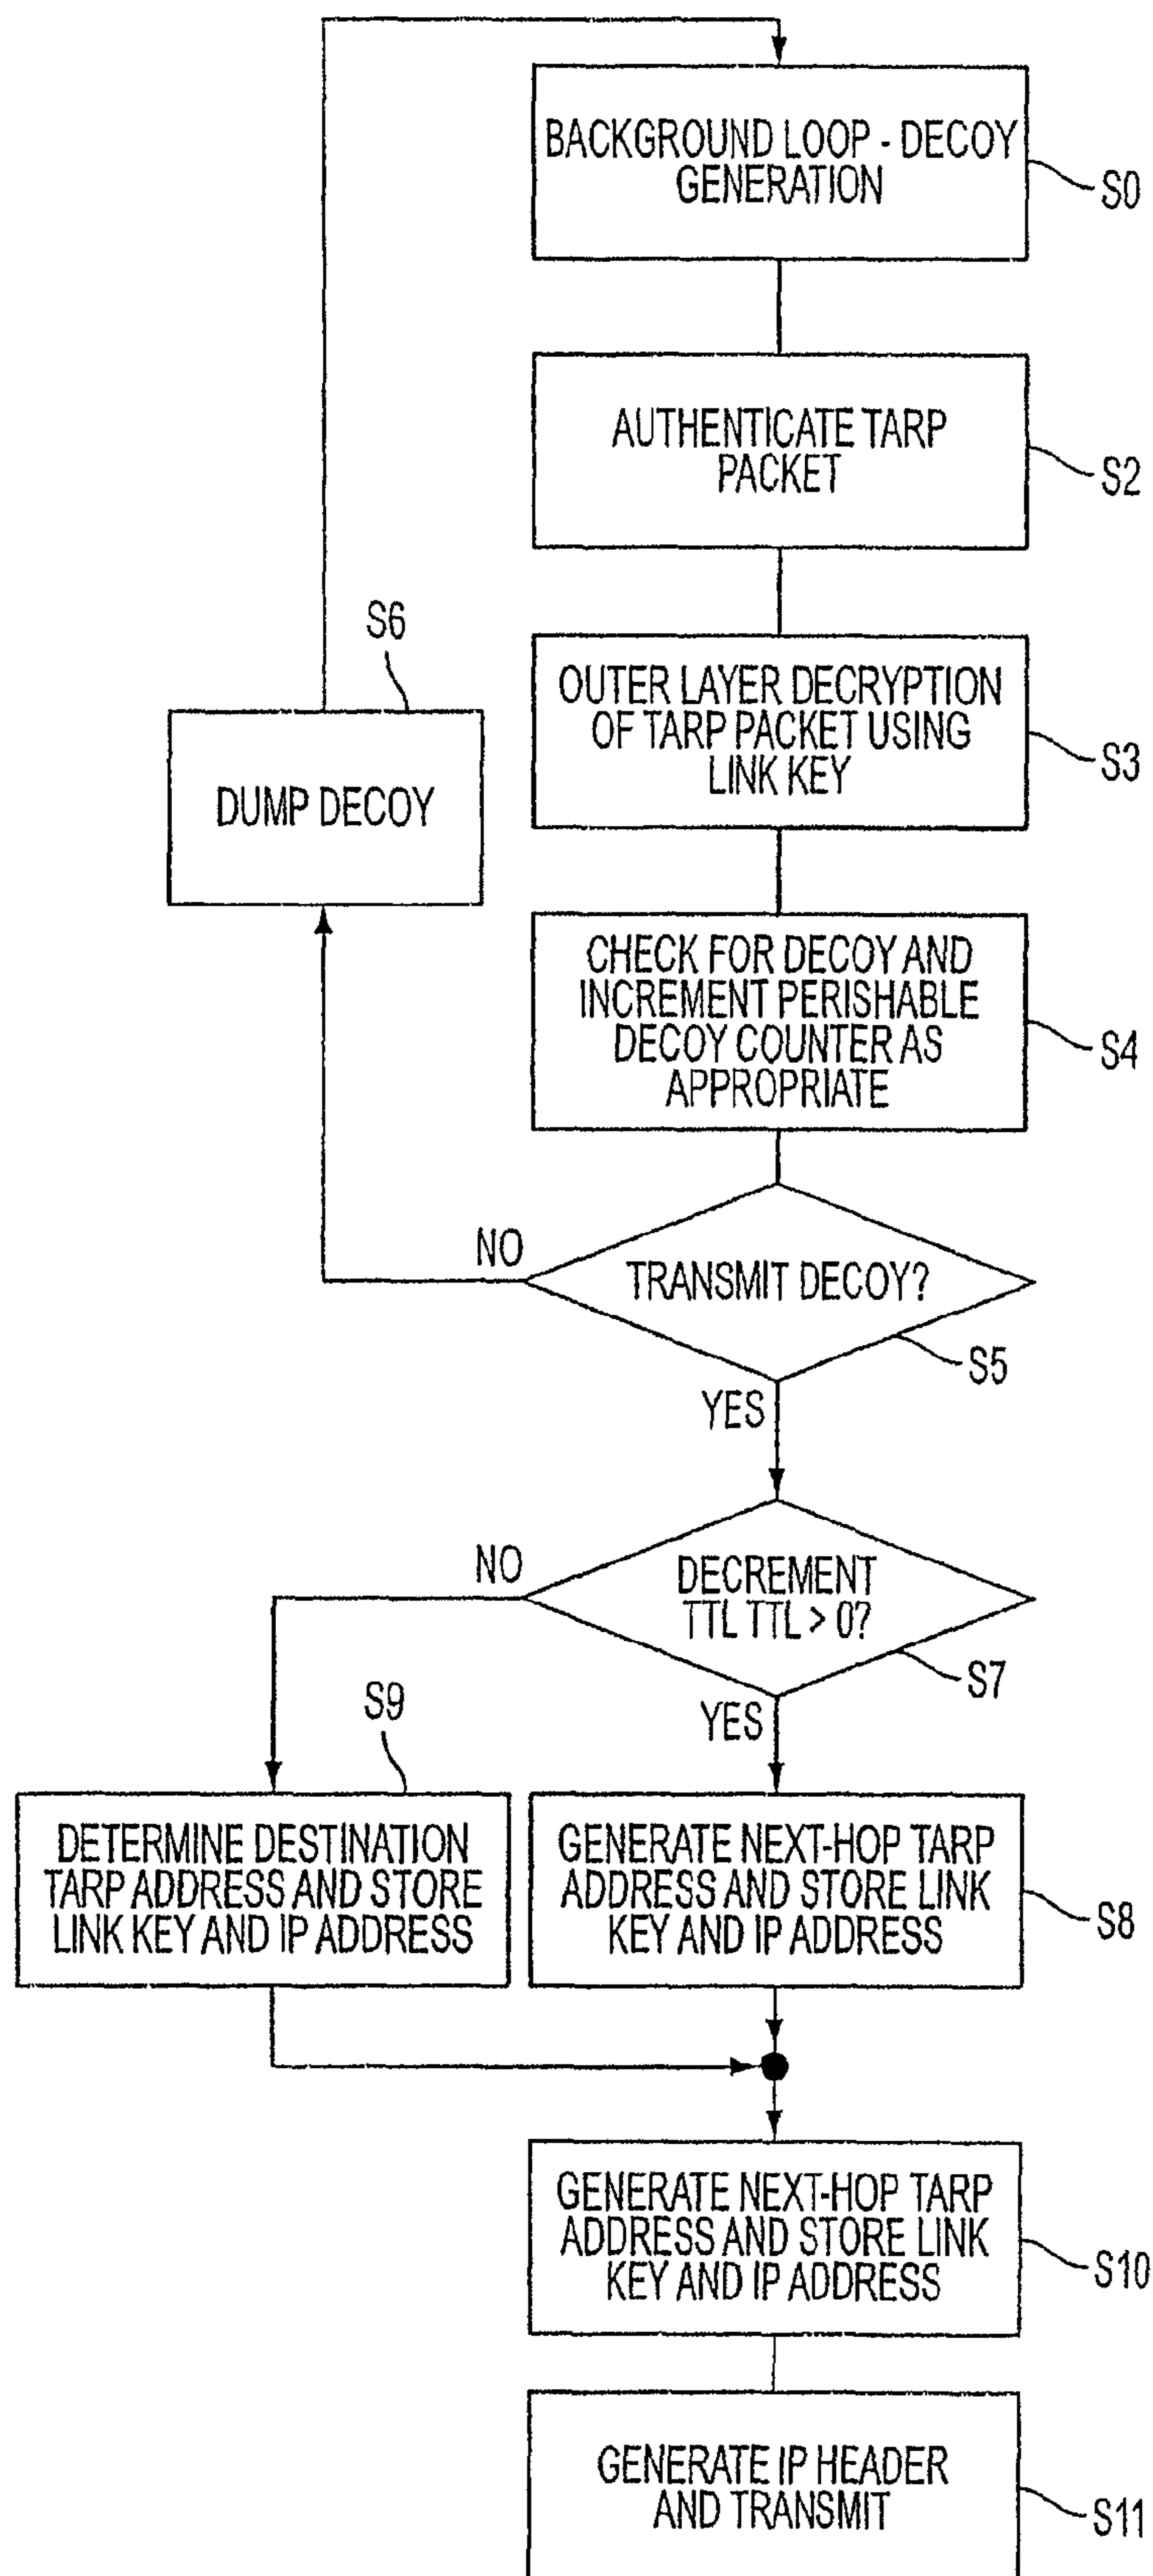 BACKGROUND LOOP - DECOY
GENERATION
S0
AUTHENTICATE TARP
PACKET
S2
OUTER LAYER DECRYPTION
OF TARP PACKET USING
LINK KEY
S3
S6
DUMP DECOY
CHECK FOR DECOY AND
INCREMENT PERISHABLE
DECOY COUNTER AS
APPROPRIATE
S4
NO
TRANSMIT DECOY?
S5
YES
NO
DECREMENT
TTL TTL > 0?
S7
YES
S9
DETERMINE DESTINATION
TARP ADDRESS AND STORE
LINK KEY AND IP ADDRESS
GENERATE NEXT-HOP TARP
ADDRESS AND STORE LINK
KEY AND IP ADDRESS
S8
GENERATE NEXT-HOP TARP
ADDRESS AND STORE LINK
KEY AND IP ADDRESS
S10
GENERATE IP HEADER
AND TRANSMIT
S11